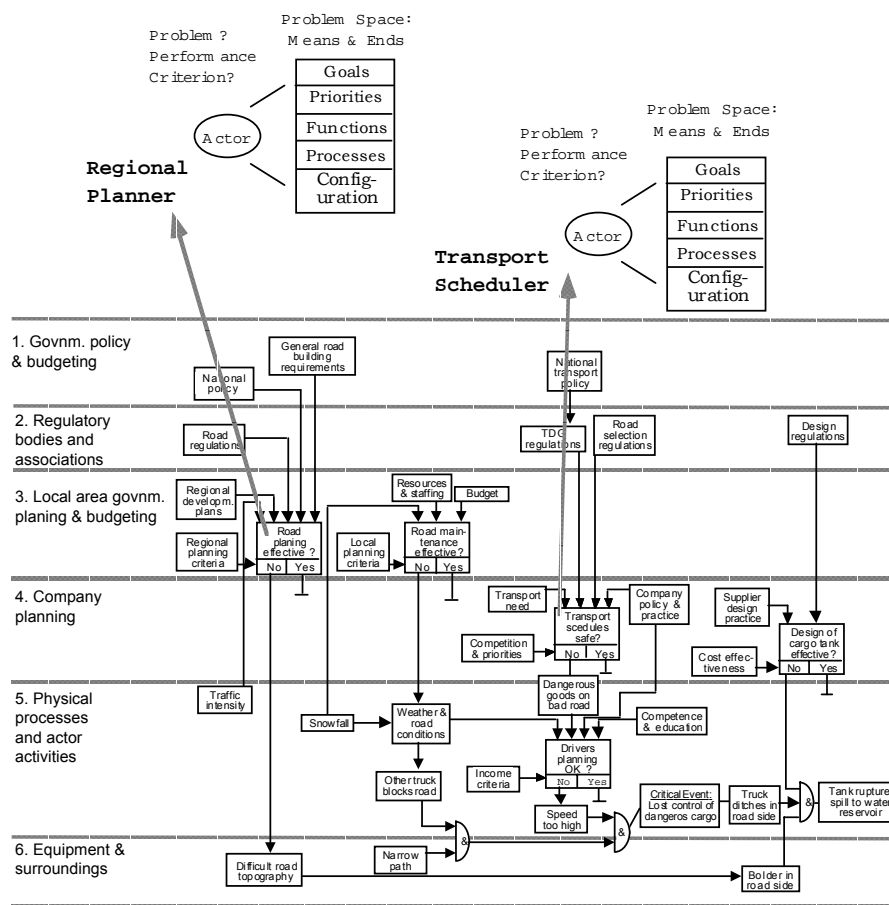 Problem Space:
Means & Ends
Problem ?
Performance
Criterion?
Goals
Priorities
Functions
Processes
Config-
uration
Actor
Regional
Planner
Problem Space:
Means & Ends
Problem ?
Performance
Criterion?
Goals
Priorities
Functions
Processes
Config-
uration
Actor
Transport
Scheduler
1. Govnm. policy
& budgeting
General road
building
requirements
National
policy
National
transport
policy
2. Regulatory
bodies and
associations
Road
regulations
TDG
regulations
Road
selection
regulations
Design
regulations
3. Local area govnm.
planing & budgeting
Regional
developm.
plans
Resources
& staffing
Budget
Road
planing
effective ?
No
Yes
Regional
planning
criteria
Local
planning
criteria
Road main-
tenance
effective?
No
Yes
4. Company
planning
Transport
need
Company
policy &
practice
Supplier
design
practice
Transport
scedules
safe?
No
Yes
Competition
& priorities
Design of
cargo tank
effective ?
No
Yes
Cost effec-
tiveness
5. Physical
processes
and actor
activities
Traffic
intensity
Dangerous
goods on
bad road
Snowfall
Weather &
road
conditions
Competence
& education
Drivers
planning
OK ?
No
Yes
Income
criteria
Other truck
blocks road
Speed
too high
Critical Event:
Lost control of
dangeros cargo
Truck
ditches in
road side
&
Tank rupture
spill to water
reservoir
6. Equipment &
surroundings
&
&
Narrow
path
Difficult road
topography
Bolder in
road side